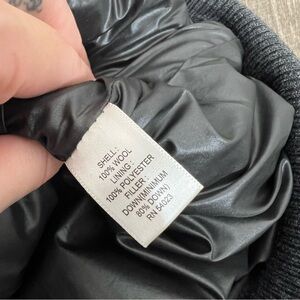 SHELL:
100% WOOL
LINING:
100% POLYESTER
FILLER:
DOWN(MINIMUM
80% DOWN)
RN 54023